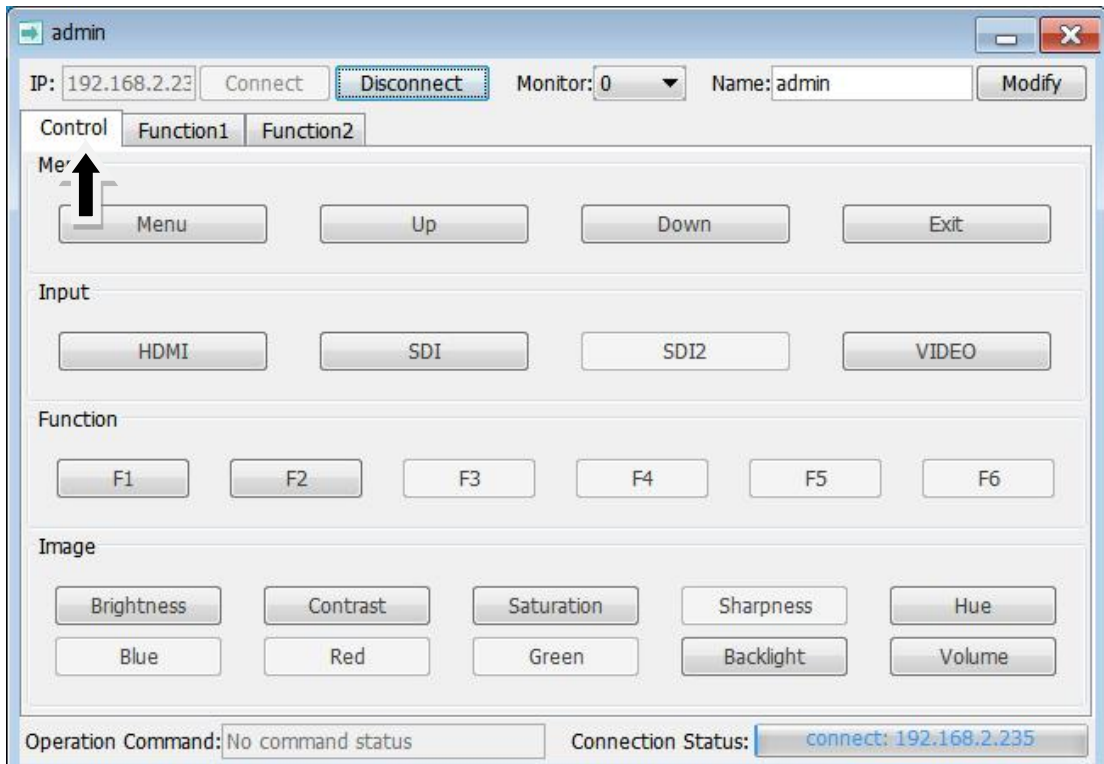 admin
IP: 192.168.2.23 Connect Disconnect Monitor: 0 Name: admin Modify
Control Function1 Function2
Menu Up Down Exit
Input
HDMI SDI SDI2 VIDEO
Function
F1 F2 F3 F4 F5 F6
Image
Brightness Contrast Saturation Sharpness Hue
Blue Red Green Backlight Volume
Operation Command: No command status Connection Status: connect: 192.168.2.235